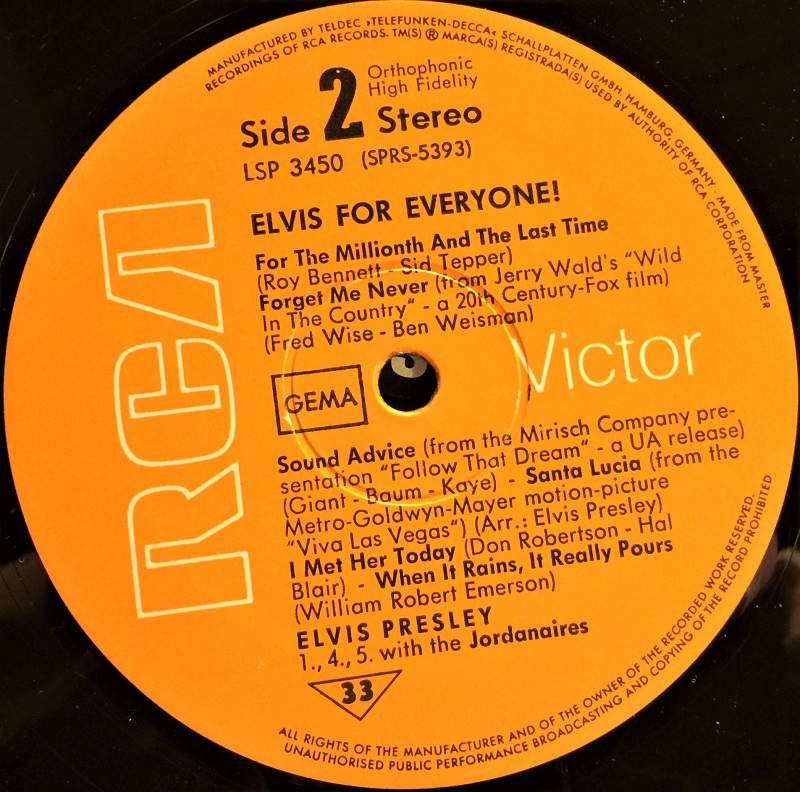 MANUFACTURED BY TELDEC »TELEFUNKEN-DECCA« SCHALLPLATTEN GMBH, HAMBURG, GERMANY · MADE FROM MASTER
RECORDINGS OF RCA RECORDS. TM(S) ® MARCA(S) REGISTRADA(S) USED BY AUTHORITY OF RCA CORPORATION
Orthophonic
High Fidelity
Side 2 Stereo
LSP 3450 (SPRS-5393)
ELVIS FOR EVERYONE!
For The Millionth And The Last Time
(Roy Bennett - Sid Tepper)
Forget Me Never (from Jerry Wald's "Wild
In The Country" - a 20th Century-Fox film)
(Fred Wise - Ben Weisman)
RCA
Victor
GEMA
Sound Advice (from the Mirisch Company pre-
sentation "Follow That Dream" - a UA release)
(Giant - Baum - Kaye) - Santa Lucia (from the
Metro-Goldwyn-Mayer motion-picture
"Viva Las Vegas") (Arr.: Elvis Presley)
I Met Her Today (Don Robertson - Hal
Blair) - When It Rains, It Really Pours
(William Robert Emerson)
ELVIS PRESLEY
1., 4., 5. with the Jordanaires
33
ALL RIGHTS OF THE MANUFACTURER AND OF THE OWNER OF THE RECORDED WORK RESERVED.
UNAUTHORISED PUBLIC PERFORMANCE BROADCASTING AND COPYING OF THE RECORD PROHIBITED